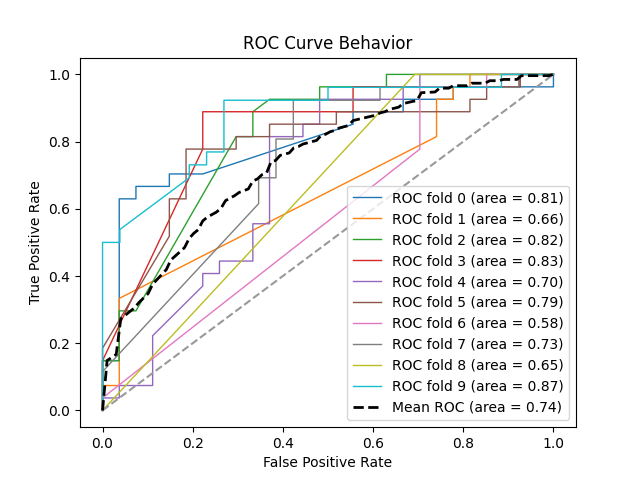 ROC Curve Behavior
True Positive Rate
1.0
0.8
0.6
0.4
0.2
0.0
ROC fold 0 (area = 0.81)
ROC fold 1 (area = 0.66)
ROC fold 2 (area = 0.82)
ROC fold 3 (area = 0.83)
ROC fold 4 (area = 0.70)
ROC fold 5 (area = 0.79)
ROC fold 6 (area = 0.58)
ROC fold 7 (area = 0.73)
ROC fold 8 (area = 0.65)
ROC fold 9 (area = 0.87)
Mean ROC (area = 0.74)
0.0 0.2 0.4 0.6 0.8 1.0
False Positive Rate